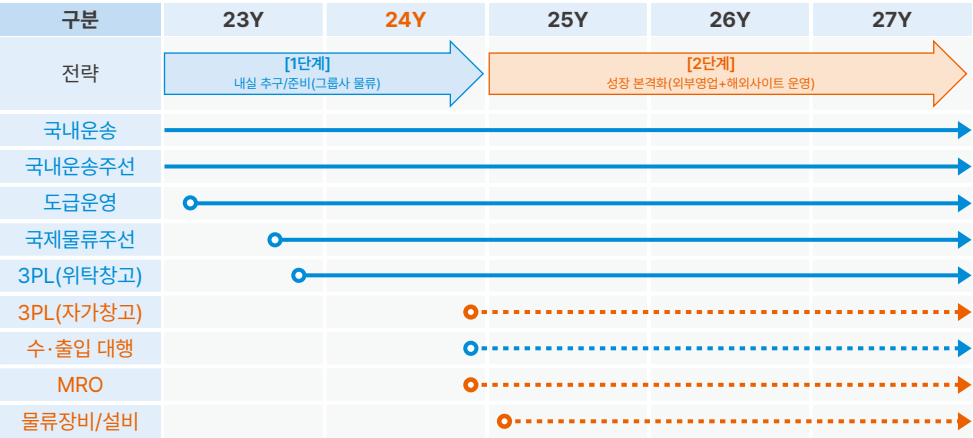 구분 23Y 24Y 25Y 26Y 27Y
전략
[1단계]
내실 추구/준비(그룹사 물류)
[2단계]
성장 본격화(외부영업+해외사이트 운영)
국내운송
국내운송주선
도급운영
국제물류주선
3PL(위탁창고)
3PL(자가창고)
수·출입 대행
MRO
물류장비/설비